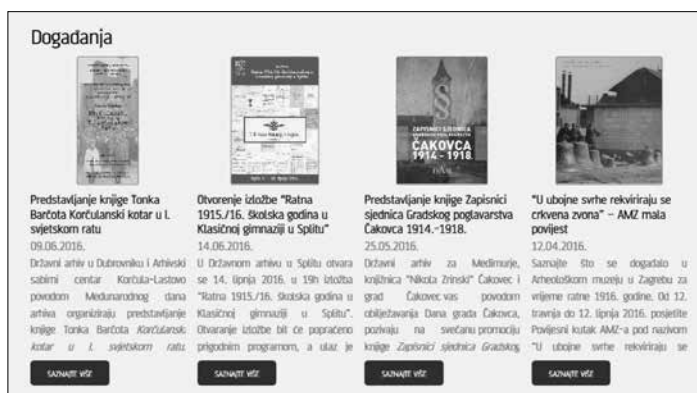 Događanja
ZAPISNICI SJEDNICA
ČAKOVCA
1914 - 1918.
Predstavljanje knjige Tonka
Barčota Korčulanski kotar u I.
svjetskom ratu
09.06.2016.
Državni arhiv u Dubrovniku i Arhivski
sabirni centar Korčula-Lastovo
povodom Međunarodnog dana
arhiva organiziraju predstavljanje
knjige Tonka Barčota Korčulanski
kotar u I. svjetskom ratu.
SAZNAJTE VIŠE
Otvorenje izložbe "Ratna
1915./16. školska godina u
Klasičnoj gimnaziji u Splitu"
14.06.2016.
U Državnom arhivu u Splitu otvara
se 14. lipnja 2016. u 19h izložba
"Ratna 1915./16. školska godina u
Klasičnoj gimnaziji u Splitu".
Otvaranje izložbe bit će popraćeno
prigodnim programom, a ulaz je
SAZNAJTE VIŠE
Predstavljanje knjige Zapisnici
sjednica Gradskog poglavarstva
Čakovca 1914.-1918.
25.05.2016.
Državni arhiv za Međimurje,
knjižnica "Nikola Zrinski" Čakovec i
grad Čakovec vas povodom
obilježavanja Dana grada Čakovca,
pozivaju na svečanu promociju
knjige Zapisnici sjednica Gradskog
SAZNAJTE VIŠE
"U ubojne svrhe rekviriraju se
crkvena zvona" – AMZ mala
povijest
12.04.2016.
Saznajte što se događalo u
Arheološkom muzeju u Zagrebu za
vrijeme ratne 1916. godine. Od 12.
travnja do 12. lipnja 2016. posjetite
Povijesni kutak AMZ-a pod nazivom
"U ubojne svrhe rekviriraju se
SAZNAJTE VIŠE